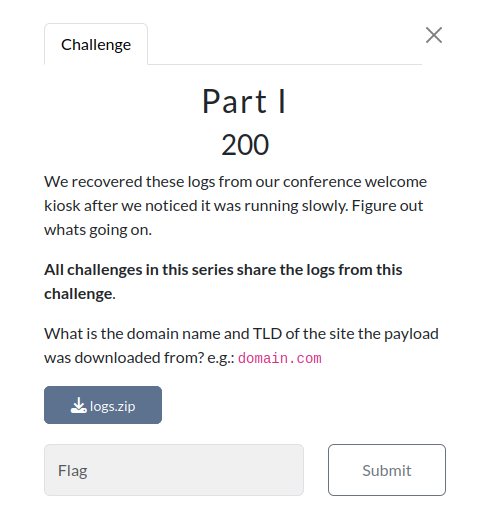 Challenge
Part I
200
We recovered these logs from our conference welcome
kiosk after we noticed it was running slowly. Figure out
whats going on.
All challenges in this series share the logs from this
challenge.
What is the domain name and TLD of the site the payload
was downloaded from? e.g.: domain.com
logs.zip
Flag
Submit